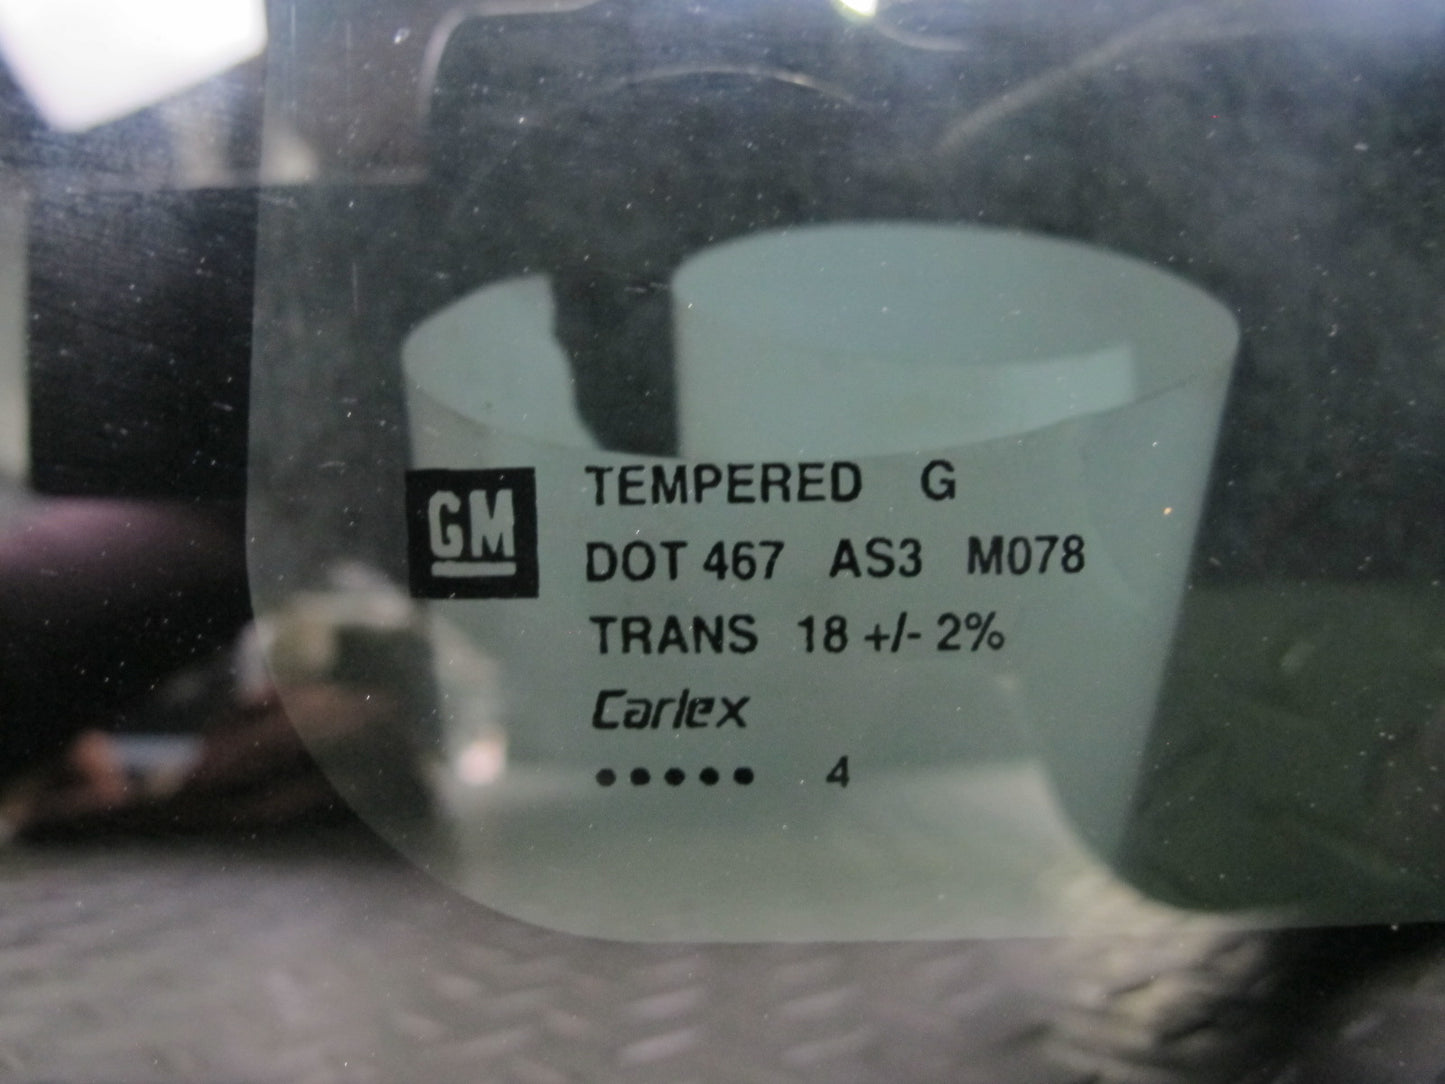 GM
TEMPERED G
DOT 467 AS3 M078
TRANS 18 +/- 2%
Carlex
••••• 4